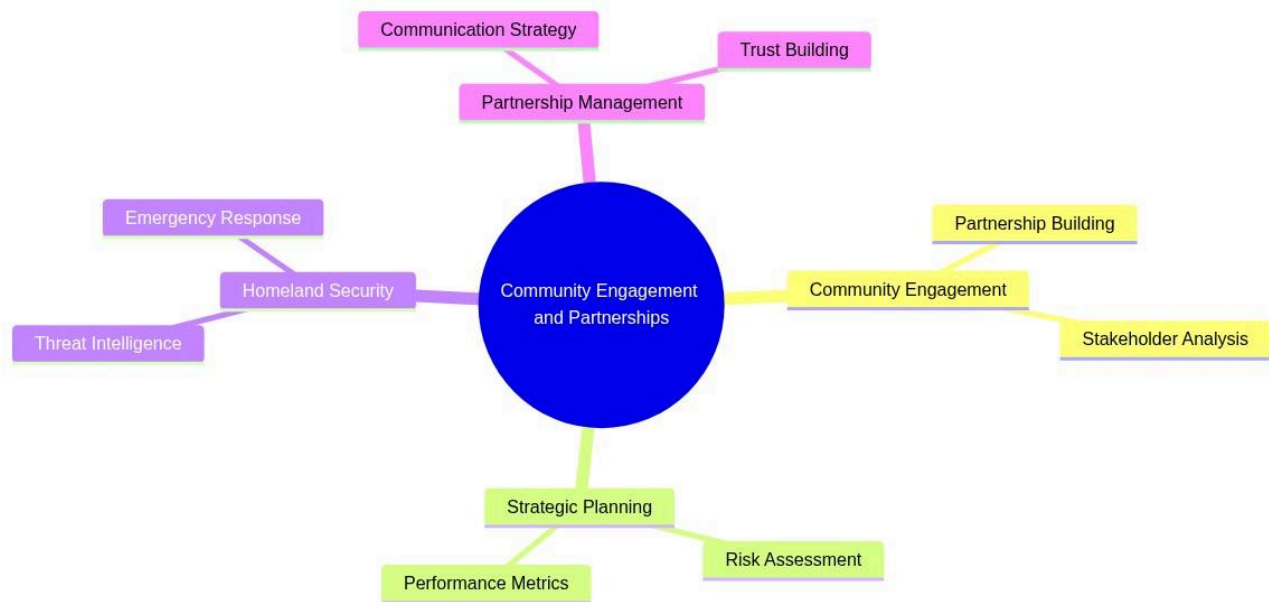 Communication Strategy
Trust Building
Partnership Management
Emergency Response
Partnership Building
Homeland Security
Community Engagement
and Partnerships
Community Engagement
Threat Intelligence
Stakeholder Analysis
Strategic Planning
Risk Assessment
Performance Metrics